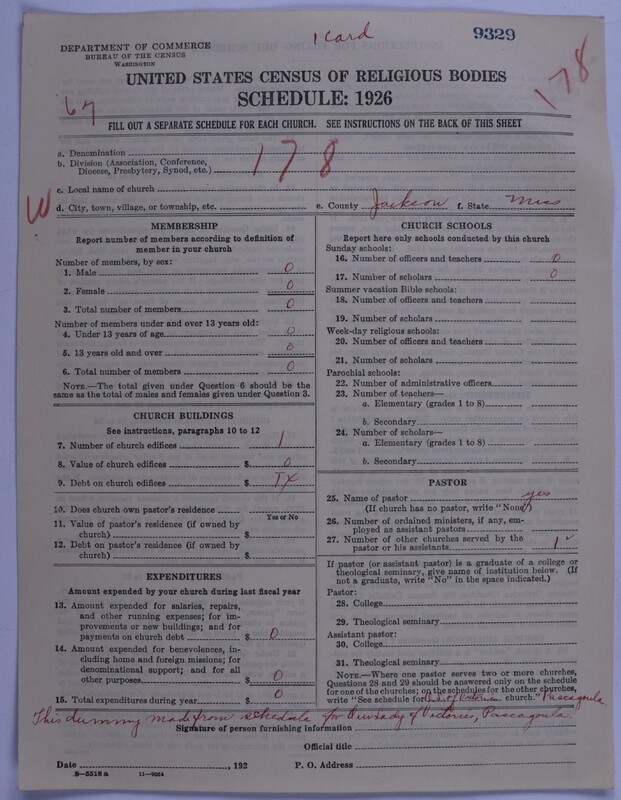 1 Card
9329
DEPARTMENT OF COMMERCE
BUREAU OF THE CENSUS
WASHINGTON
UNITED STATES CENSUS OF RELIGIOUS BODIES
SCHEDULE: 1926
67
178
FILL OUT A SEPARATE SCHEDULE FOR EACH CHURCH. SEE INSTRUCTIONS ON THE BACK OF THIS SHEET
a. Denomination
b. Division (Association, Conference, Diocese, Presbytery, Synod, etc.) 178
c. Local name of church
W
d. City, town, village, or township, etc. e. County Jackson f. State Miss
MEMBERSHIP
Report number of members according to definition of
member in your church
Number of members, by sex:
1. Male 0
2. Female 0
3. Total number of members 0
Number of members under and over 13 years old:
4. Under 13 years of age 0
5. 13 years old and over 0
6. Total number of members 0
NOTE.—The total given under Question 6 should be
same as the total of males and females given under Question 3.
CHURCH BUILDINGS
See instructions, paragraphs 10 to 12
7. Number of church edifices 1
8. Value of church edifices $ 0
9. Debt on church edifices $ TX
10. Does church own pastor's residence
Yes or No
11. Value of pastor's residence (if owned by
church) $
12. Debt on pastor's residence (if owned by
church) $
EXPENDITURES
Amount expended by your church during last fiscal year
13. Amount expended for salaries, repairs,
and other running expenses; for im-
provements or new buildings; and for
payments on church debt $ 0
14. Amount expended for benevolences, in-
cluding home and foreign missions; for
denominational support; and for all
other purposes $ 0
15. Total expenditures during year $ 0
CHURCH SCHOOLS
Report here only schools conducted by this church
Sunday schools:
16. Number of officers and teachers 0
17. Number of scholars 0
Summer vacation Bible schools:
18. Number of officers and teachers
19. Number of scholars
Week-day religious schools:
20. Number of officers and teachers
21. Number of scholars
Parochial schools:
22. Number of administrative officers
23. Number of teachers—
a. Elementary (grades 1 to 8)
b. Secondary
24. Number of scholars—
a. Elementary (grades 1 to 8)
b. Secondary
PASTOR
25. Name of pastor yes
(If church has no pastor, write "None")
26. Number of ordained ministers, if any, em-
ployed as assistant pastors
27. Number of other churches served by the
pastor or his assistants 1
If pastor (or assistant pastor) is a graduate of a college or
theological seminary, give name of institution below. (If
not a graduate, write "No" in the space indicated.)
Pastor:
28. College
29. Theological seminary
Assistant pastor:
30. College
31. Theological seminary
NOTE.—Where one pastor serves two or more churches,
Questions 28 and 29 should be answered only on the schedule
for one of the churches; on the schedules for the other churches,
write "See schedule for O.L. of Victories church." Pascagoula
This dummy made from schedule for Our Lady of Victories, Pascagoula.
Signature of person furnishing information
Official title
Date , 192 P. O. Address
8-5518 a 11-9064